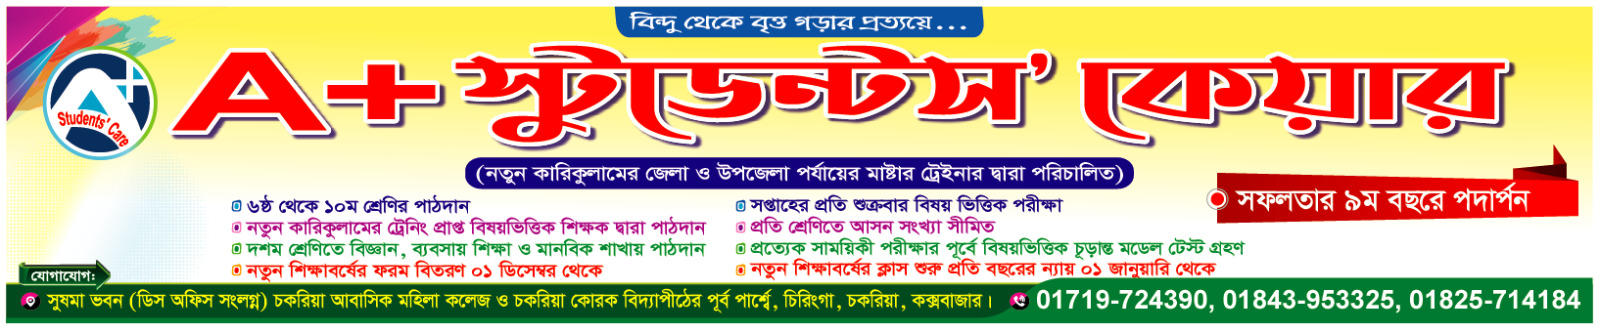 বিন্দু থেকে বৃত্ত গড়ার প্রত্যয়ে...
A+ স্টুডেন্টস' কেয়ার
Students' Care
(নতুন কারিকুলামের জেলা ও উপজেলা পর্যায়ের মাষ্টার ট্রেইনার দ্বারা পরিচালিত)
সফলতার ৯ম বছরে পদার্পন
৬ষ্ঠ থেকে ১০ম শ্রেণির পাঠদান
নতুন কারিকুলামের ট্রেনিং প্রাপ্ত বিষয়ভিত্তিক শিক্ষক দ্বারা পাঠদান
দশম শ্রেণিতে বিজ্ঞান, ব্যবসায় শিক্ষা ও মানবিক শাখায় পাঠদান
নতুন শিক্ষাবর্ষের ফরম বিতরণ ০১ ডিসেম্বর থেকে
সপ্তাহের প্রতি শুক্রবার বিষয় ভিত্তিক পরীক্ষা
প্রতি শ্রেণিতে আসন সংখ্যা সীমিত
প্রত্যেক সাময়িকী পরীক্ষার পূর্বে বিষয়ভিত্তিক চূড়ান্ত মডেল টেস্ট গ্রহণ
নতুন শিক্ষাবর্ষের ক্লাস শুরু প্রতি বছরের ন্যায় ০১ জানুয়ারি থেকে
যোগাযোগ:
সুষমা ভবন (ডিস অফিস সংলগ্ন) চকরিয়া আবাসিক মহিলা কলেজ ও চকরিয়া কোরক বিদ্যাপীঠের পূর্ব পার্শ্বে, চিরিংগা, চকরিয়া, কক্সবাজার। 01719-724390, 01843-953325, 01825-714184